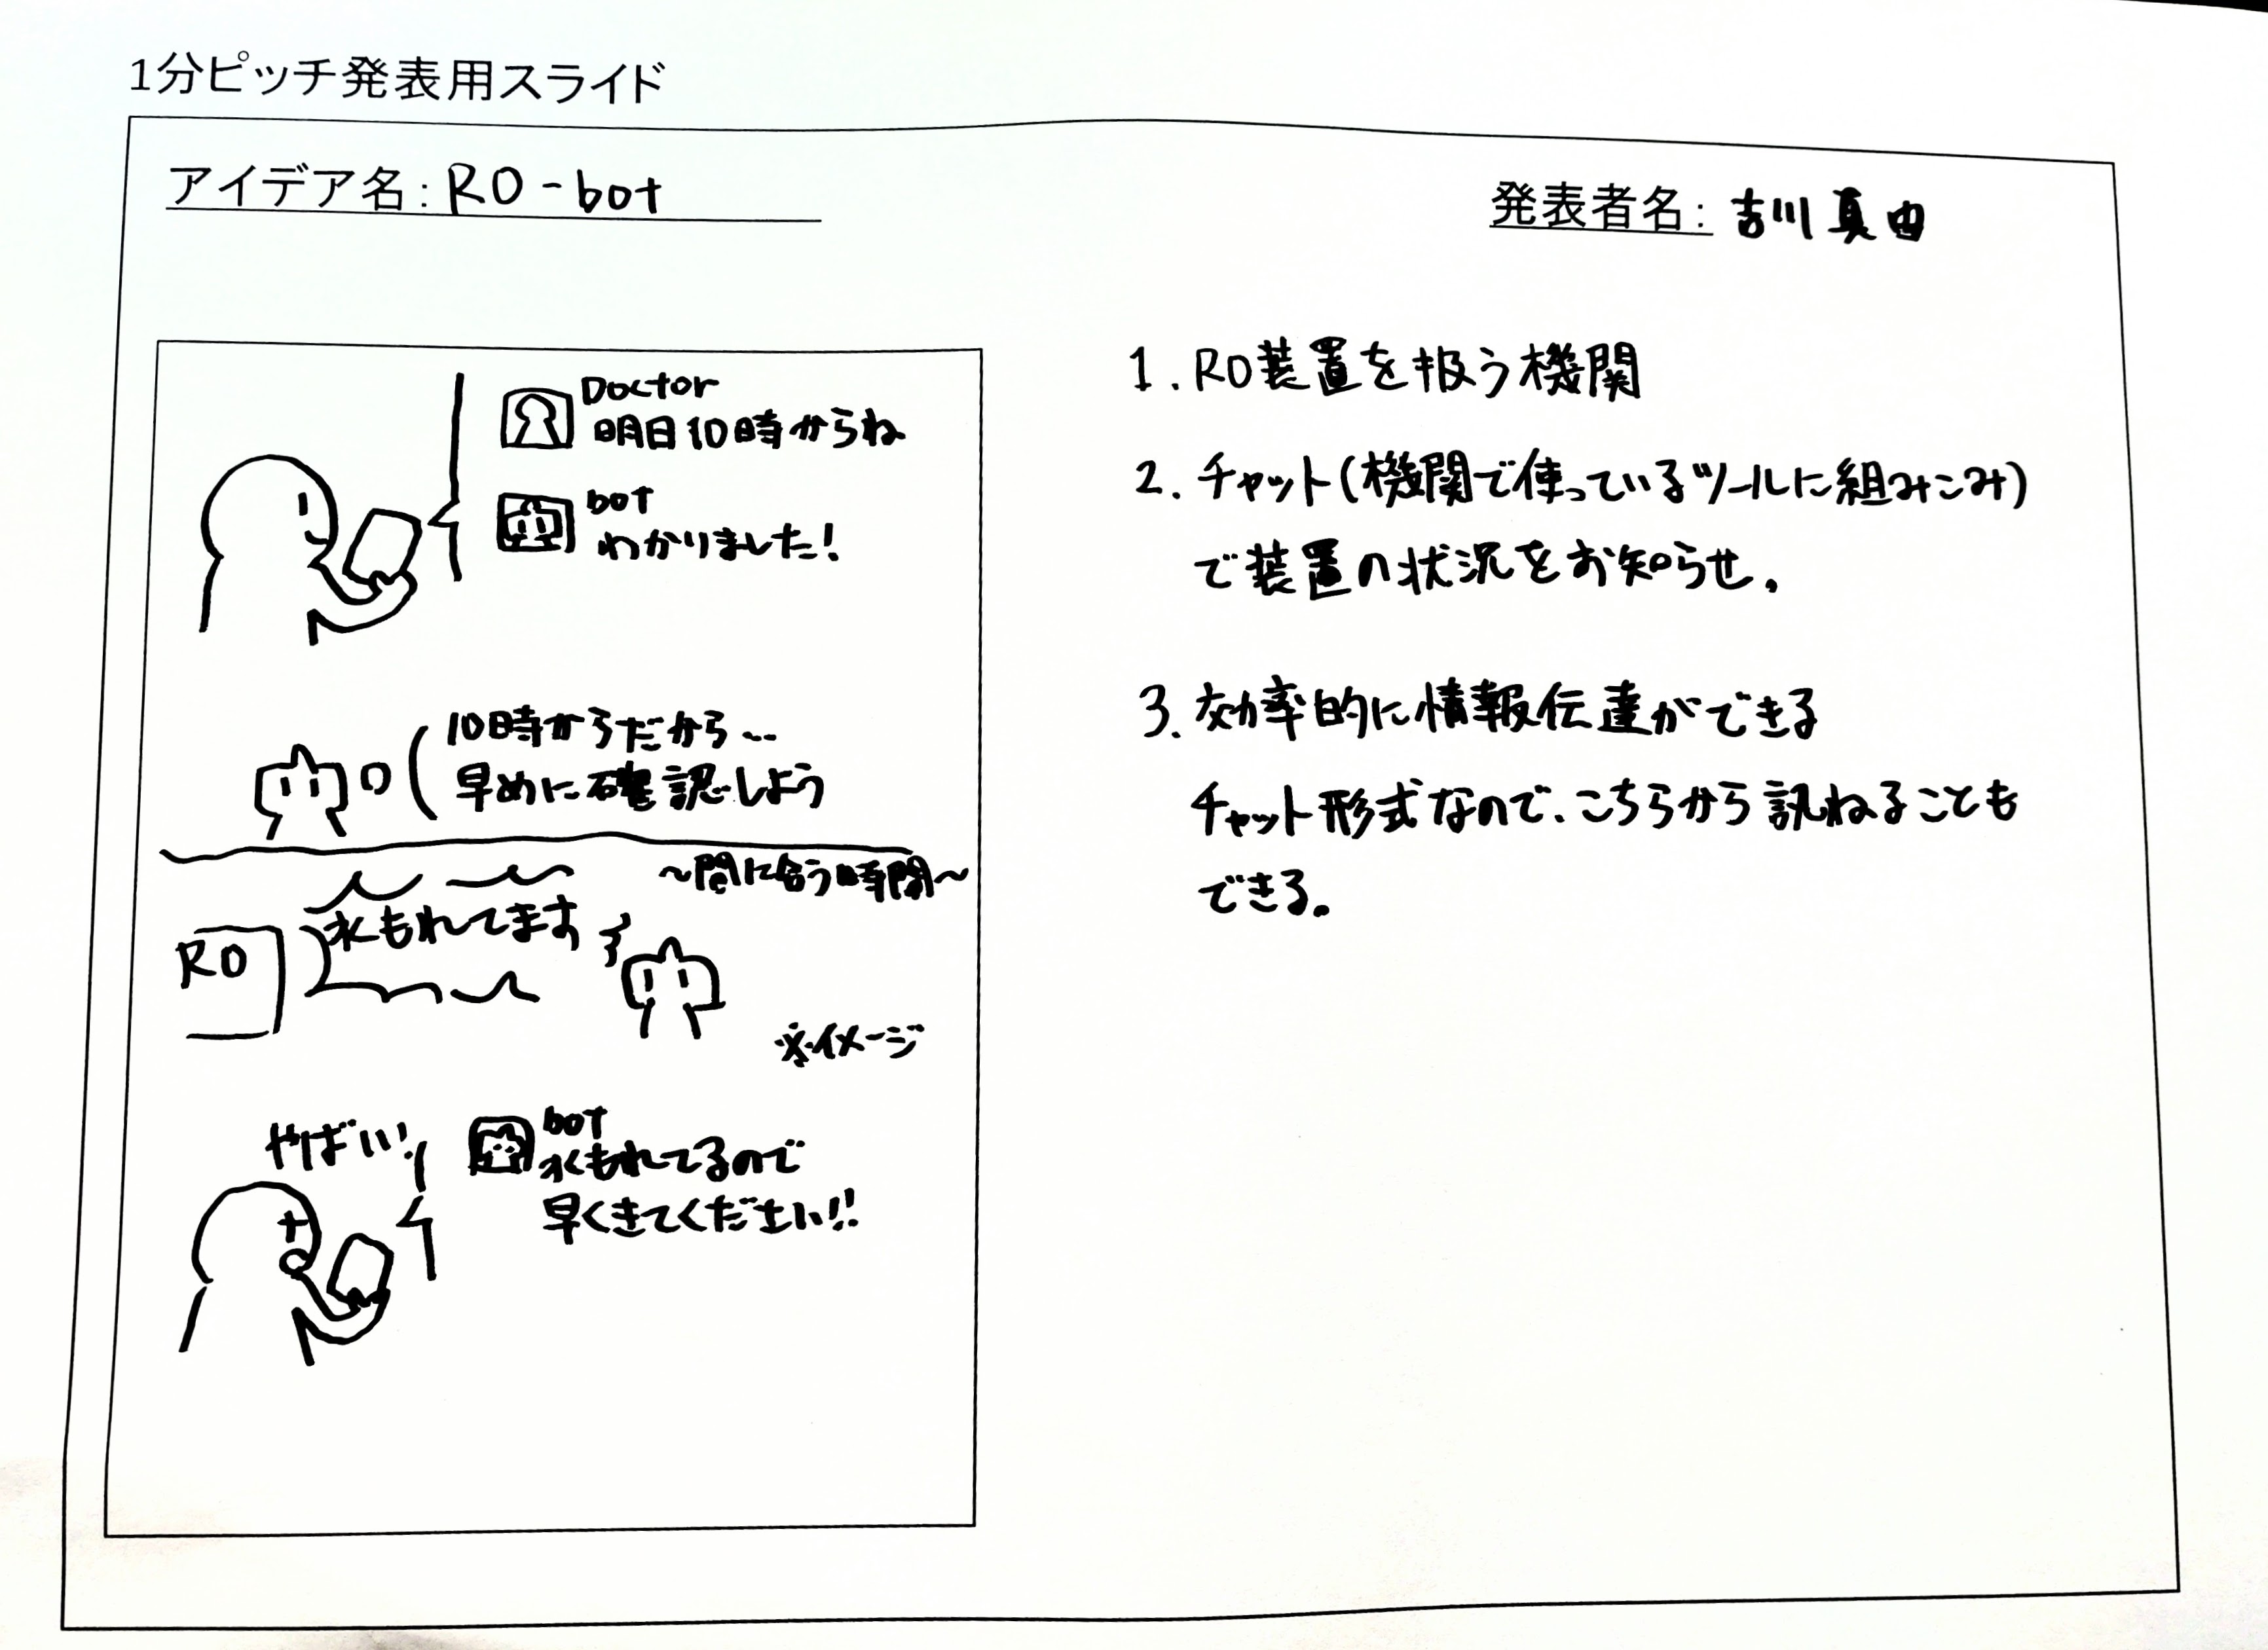 1分ピッチ発表用スライド
アイデア名: RO-bot
発表者名: 吉川真由
Doctor
明日10時からね
bot
わかりました!
10時からだから…
早めに確認しよう
~間に合う時間~
RO
水もれてます
※イメージ
やばい!
bot
水もれてるので
早くきてください!!
1. RO装置を扱う機関
2. チャット(機関で使っているツールに組みこみ)
で装置の状況をお知らせ。
3. 効率的に情報伝達ができる
チャット形式なので、こちらから訊ねることも
できる。